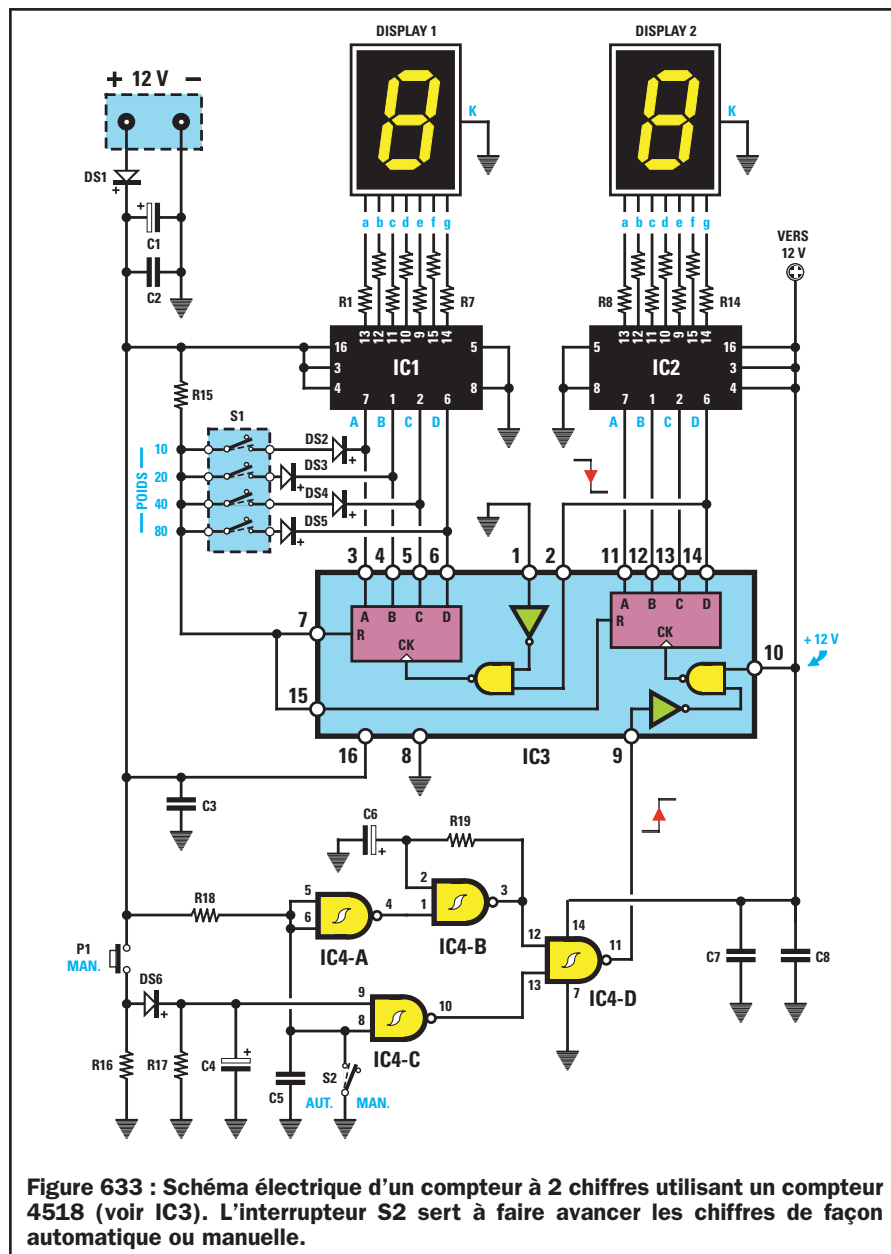 DISPLAY 1
DISPLAY 2
+ 12 V −
K
K
DS1
+
+
C1
C2
a b c d e f g
a b c d e f g
VERS
12 V
R1
R7
R8
R14
13 12 11 10 9 15 14
13 12 11 10 9 15 14
16
3
4
IC1
5
8
5
8
IC2
16
3
4
7 1 2 6
7 1 2 6
A B C D
A B C D
R15
S1
POIDS
10
20
40
80
DS2
+
DS3
+
DS4
+
DS5
+
3 4 5 6
1 2
11 12 13 14
A B C D
R
CK
A B C D
R
CK
7
15
10
+ 12 V
16
8
IC3
9
C3
C6
+
R19
R18
5
6
4
IC4-A
2
1
3
IC4-B
12
13
14
11
7
IC4-D
C7
C8
P1
MAN.
DS6
+
9
8
10
IC4-C
R16
R17
C4
+
C5
S2
AUT.
MAN.
Figure 633 : Schéma électrique d'un compteur à 2 chiffres utilisant un compteur
4518 (voir IC3). L'interrupteur S2 sert à faire avancer les chiffres de façon
automatique ou manuelle.